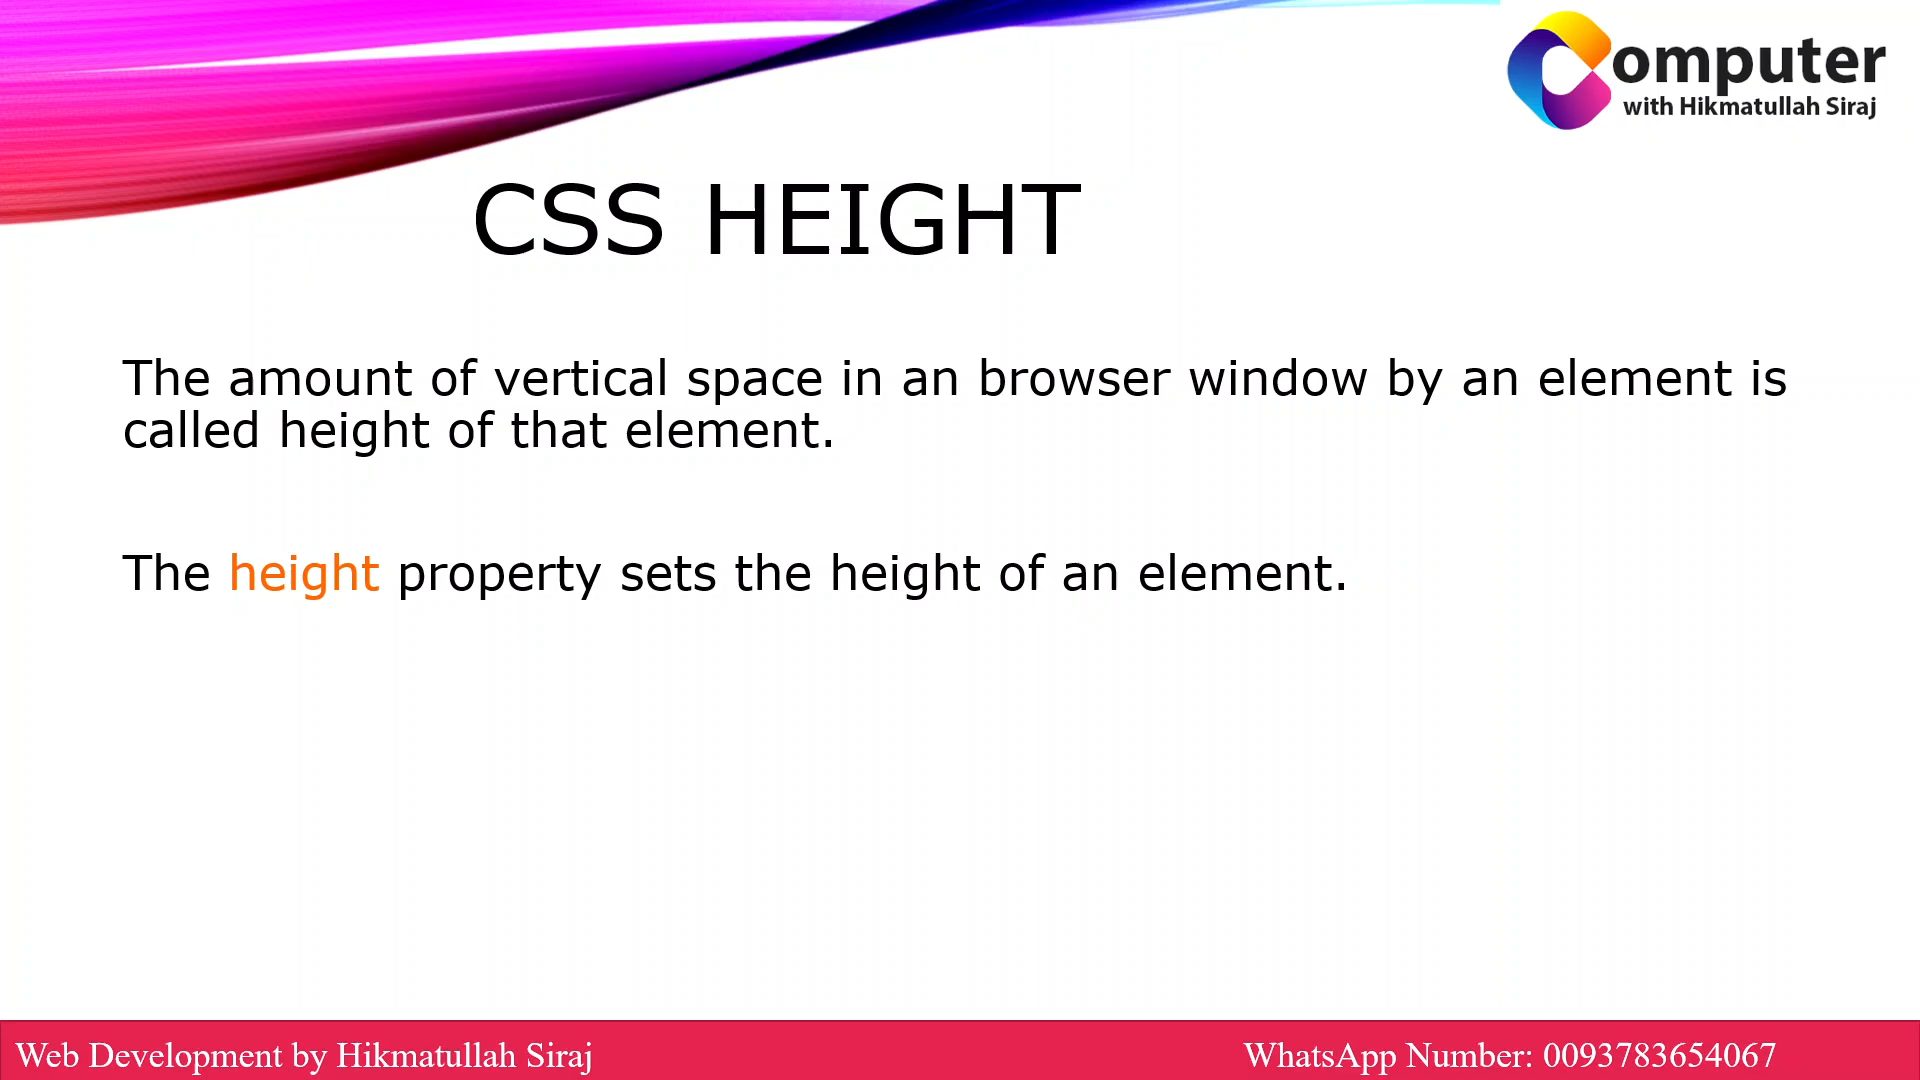 Computer
with Hikmatullah Siraj
CSS HEIGHT
The amount of vertical space in an browser window by an element is
called height of that element.
The height property sets the height of an element.
Web Development by Hikmatullah Siraj
WhatsApp Number: 0093783654067